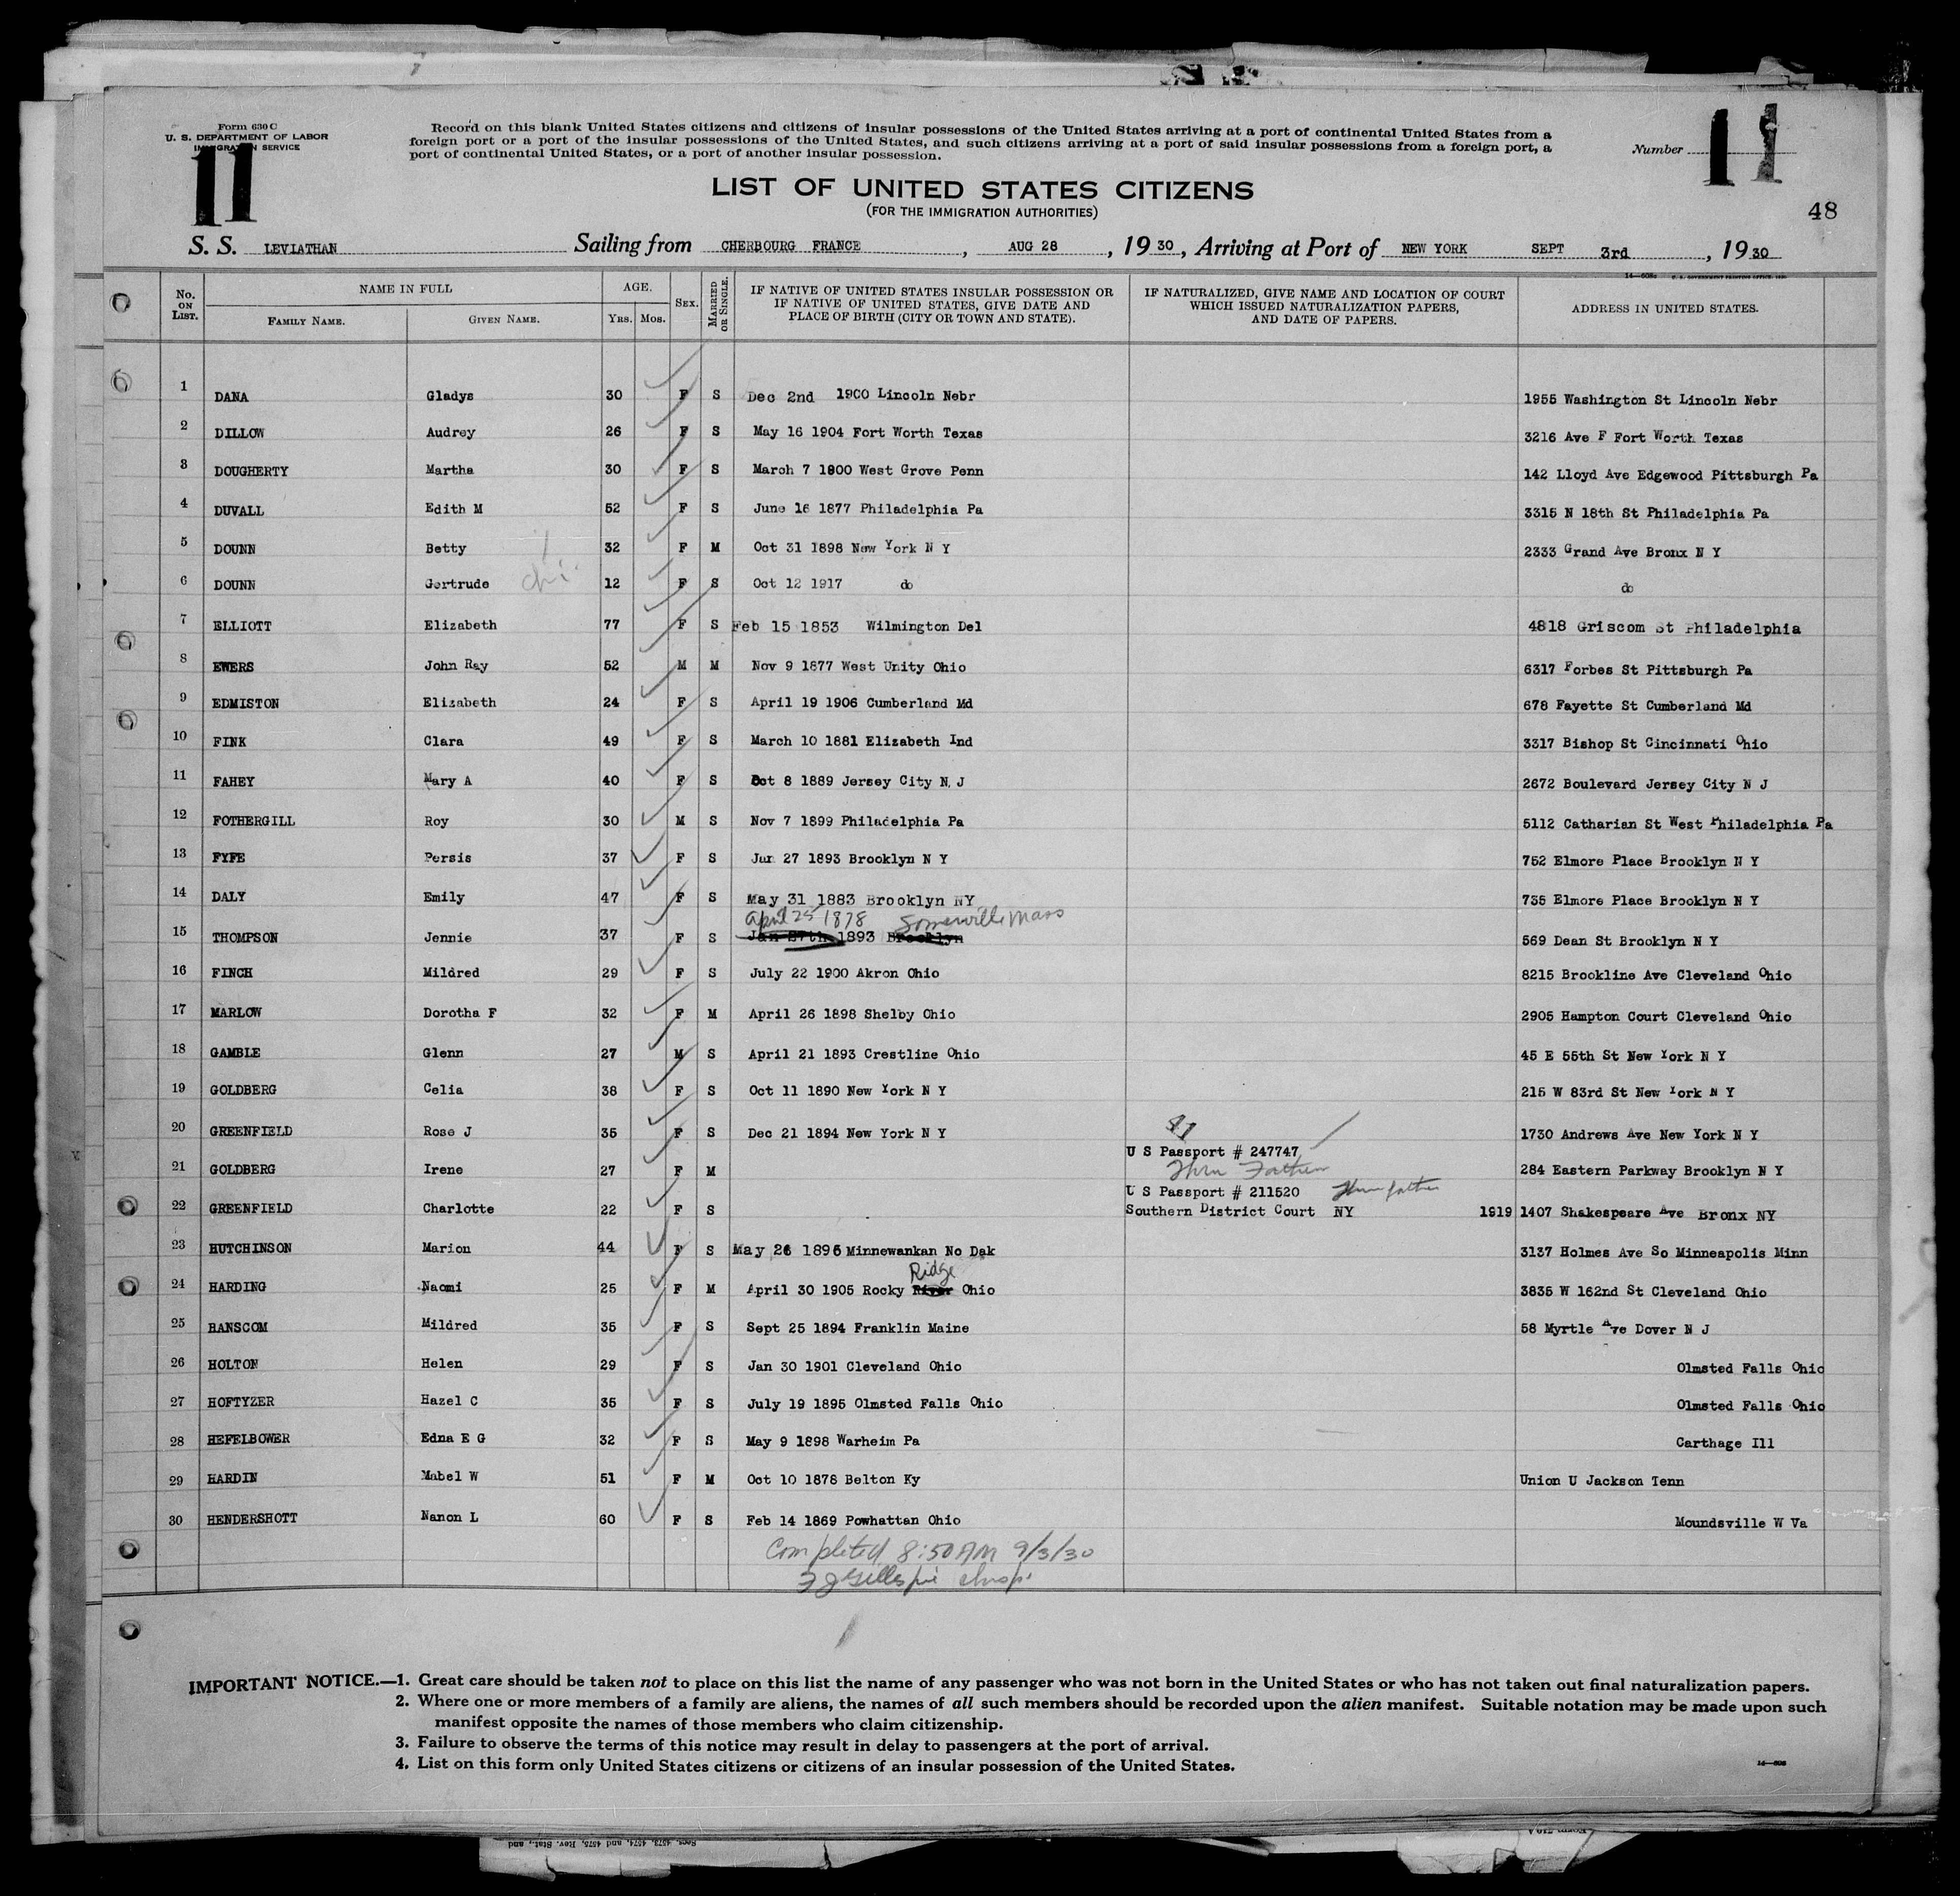 Form 630 C
U. S. DEPARTMENT OF LABOR
IMMIGRATION SERVICE
11
Record on this blank United States citizens and citizens of insular possessions of the United States arriving at a port of continental United States from a
foreign port or a port of the insular possessions of the United States, and such citizens arriving at a port of said insular possessions from a foreign port, a
port of continental United States, or a port of another insular possession.
Number 11
LIST OF UNITED STATES CITIZENS
(FOR THE IMMIGRATION AUTHORITIES)
48
S. S. LEVIATHAN Sailing from CHERBOURG FRANCE, AUG 28, 1930, Arriving at Port of NEW YORK SEPT 3rd, 1930
No. ON LIST. NAME IN FULL FAMILY NAME. GIVEN NAME. AGE. YRS. MOS. SEX. MARRIED OR SINGLE. IF NATIVE OF UNITED STATES INSULAR POSSESSION OR IF NATIVE OF UNITED STATES, GIVE DATE AND PLACE OF BIRTH (CITY OR TOWN AND STATE). IF NATURALIZED, GIVE NAME AND LOCATION OF COURT WHICH ISSUED NATURALIZATION PAPERS, AND DATE OF PAPERS. ADDRESS IN UNITED STATES.
1 DANA Gladys 30 F S Dec 2nd 1900 Lincoln Nebr 1955 Washington St Lincoln Nebr
2 DILLOW Audrey 26 F S May 16 1904 Fort Worth Texas 3216 Ave F Fort Worth Texas
3 DOUGHERTY Martha 30 F S March 7 1900 West Grove Penn 142 Lloyd Ave Edgewood Pittsburgh Pa
4 DUVALL Edith M 52 F S June 16 1877 Philadelphia Pa 3315 N 18th St Philadelphia Pa
5 DOUNN Betty 32 F M Oct 31 1898 New York N Y 2333 Grand Ave Bronx N Y
6 DOUNN Gertrude 12 F S Oct 12 1917 do do
7 ELLIOTT Elizabeth 77 F S Feb 15 1853 Wilmington Del 4818 Griscom St Philadelphia
8 EWERS John Ray 52 M M Nov 9 1877 West Unity Ohio 6317 Forbes St Pittsburgh Pa
9 EDMISTON Elizabeth 24 F S April 19 1906 Cumberland Md 678 Fayette St Cumberland Md
10 FINK Clara 49 F S March 10 1881 Elizabeth Ind 3317 Bishop St Cincinnati Ohio
11 FAHEY Mary A 40 F S Oct 8 1889 Jersey City N J 2672 Boulevard Jersey City N J
12 FOTHERGILL Roy 30 M S Nov 7 1899 Philadelphia Pa 5112 Catharian St West Philadelphia Pa
13 FYFE Persis 37 F S Jan 27 1893 Brooklyn N Y 752 Elmore Place Brooklyn N Y
14 DALY Emily 47 F S May 31 1883 Brooklyn NY 735 Elmore Place Brooklyn N Y
april 25 1878 Somerville Mass
15 THOMPSON Jennie 37 F S Jan 27th 1893 Brooklyn 569 Dean St Brooklyn N Y
16 FINCH Mildred 29 F S July 22 1900 Akron Ohio 8215 Brookline Ave Cleveland Ohio
17 MARLOW Dorotha F 32 F M April 26 1898 Shelby Ohio 2905 Hampton Court Cleveland Ohio
18 GAMBLE Glenn 27 M S April 21 1893 Crestline Ohio 45 E 55th St New York N Y
19 GOLDBERG Celia 38 F S Oct 11 1890 New York N Y 215 W 83rd St New York N Y
20 GREENFIELD Rose J 35 F S Dec 21 1894 New York N Y 1730 Andrews Ave New York N Y
U S Passport # 247747
21 GOLDBERG Irene 27 F M Thru Father 284 Eastern Parkway Brooklyn N Y
U S Passport # 211520 Thru father
22 GREENFIELD Charlotte 22 F S Southern District Court NY 1919 1407 Shakespeare Ave Bronx NY
23 HUTCHINSON Marion 44 F S May 26 1896 Minnewankan No Dak 3137 Holmes Ave So Minneapolis Minn
Ridge
24 HARDING Naomi 25 F M April 30 1905 Rocky River Ohio 3835 W 162nd St Cleveland Ohio
25 HANSCOM Mildred 35 F S Sept 25 1894 Franklin Maine 58 Myrtle Ave Dover N J
26 HOLTON Helen 29 F S Jan 30 1901 Cleveland Ohio Olmsted Falls Ohio
27 HOFTYZER Hazel C 35 F S July 19 1895 Olmsted Falls Ohio Olmsted Falls Ohio
28 HEFELBOWER Edna E G 32 F S May 9 1898 Warheim Pa Carthage Ill
29 HARDIN Mabel W 51 F M Oct 10 1878 Belton Ky Union U Jackson Tenn
30 HENDERSHOTT Nanon L 60 F S Feb 14 1869 Powhattan Ohio Moundsville W Va
Completed 8:50 AM 9/3/30
Gillespie Insp.
IMPORTANT NOTICE.—1. Great care should be taken not to place on this list the name of any passenger who was not born in the United States or who has not taken out final naturalization papers.
2. Where one or more members of a family are aliens, the names of all such members should be recorded upon the alien manifest. Suitable notation may be made upon such
manifest opposite the names of those members who claim citizenship.
3. Failure to observe the terms of this notice may result in delay to passengers at the port of arrival.
4. List on this form only United States citizens or citizens of an insular possession of the United States.